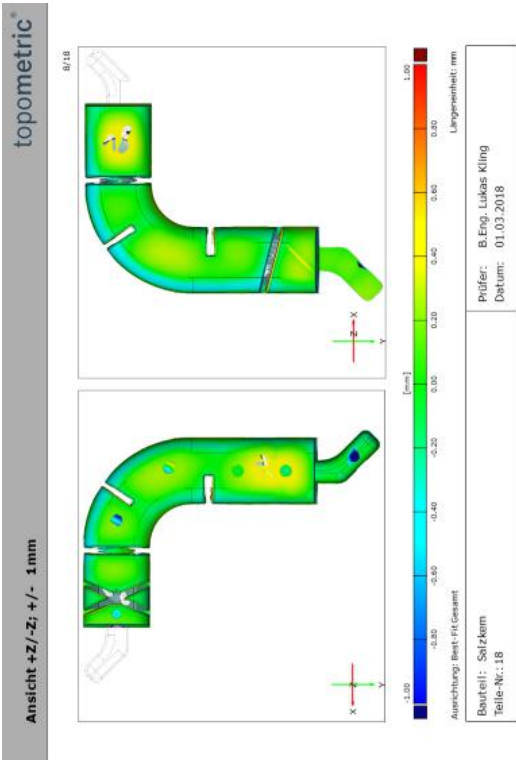 Ansicht +Z/-Z; +/- 1mm
topometric®
8/18
X
Z
Y
Z
X
Y
[mm]
-1.00
-0.80
-0.60
-0.40
-0.20
0.00
0.20
0.40
0.60
0.80
1.00
Ausrichtung: Best-Fit Gesamt
Längeneinheit: mm
Bauteil: Salzkern
Teile-Nr.: 18
Prüfer: B.Eng. Lukas Kling
Datum: 01.03.2018